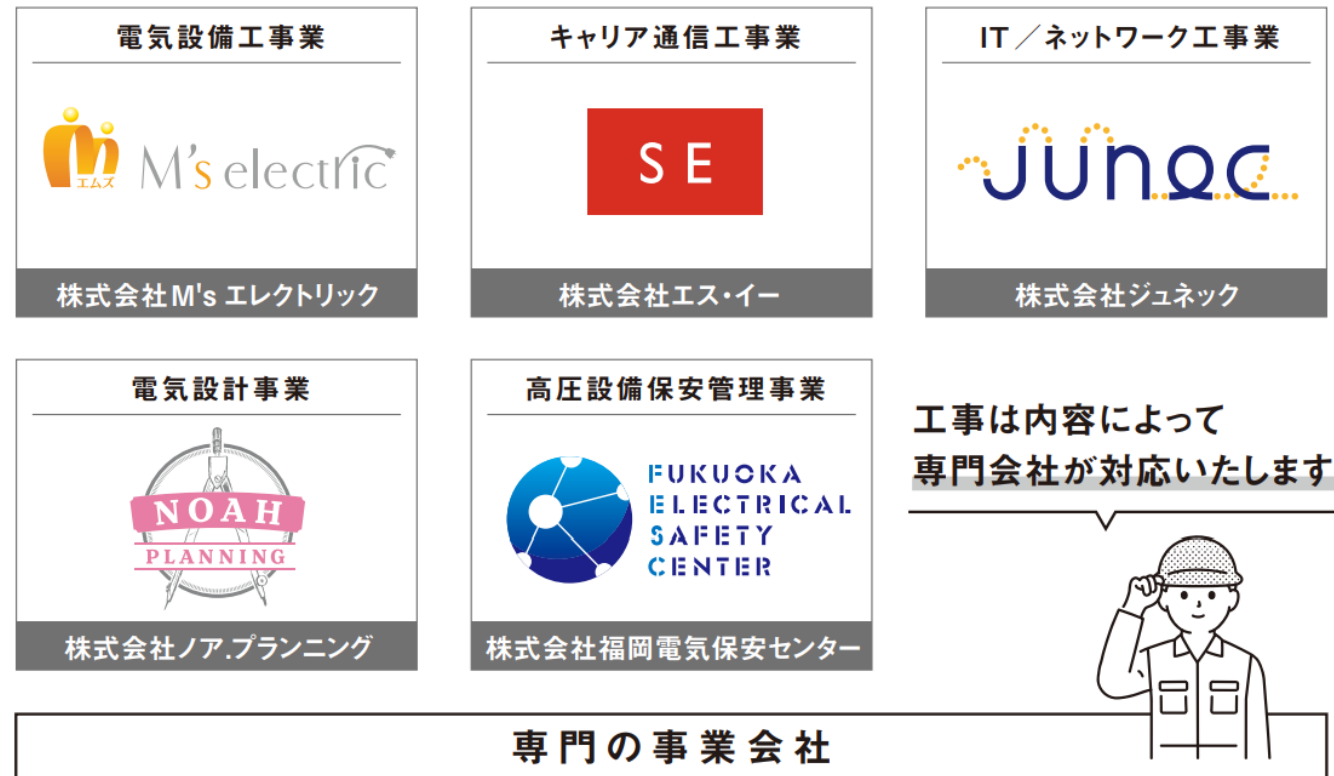 電気設備工事業
エムズ
M's electric
株式会社M's エレクトリック
キャリア通信工事業
SE
株式会社エス・イー
IT／ネットワーク工事業
junec
株式会社ジュネック
電気設計事業
NOAH
PLANNING
株式会社ノア.プランニング
高圧設備保安管理事業
FUKUOKA
ELECTRICAL
SAFETY
CENTER
株式会社福岡電気保安センター
工事は内容によって
専門会社が対応いたします
専門の事業会社